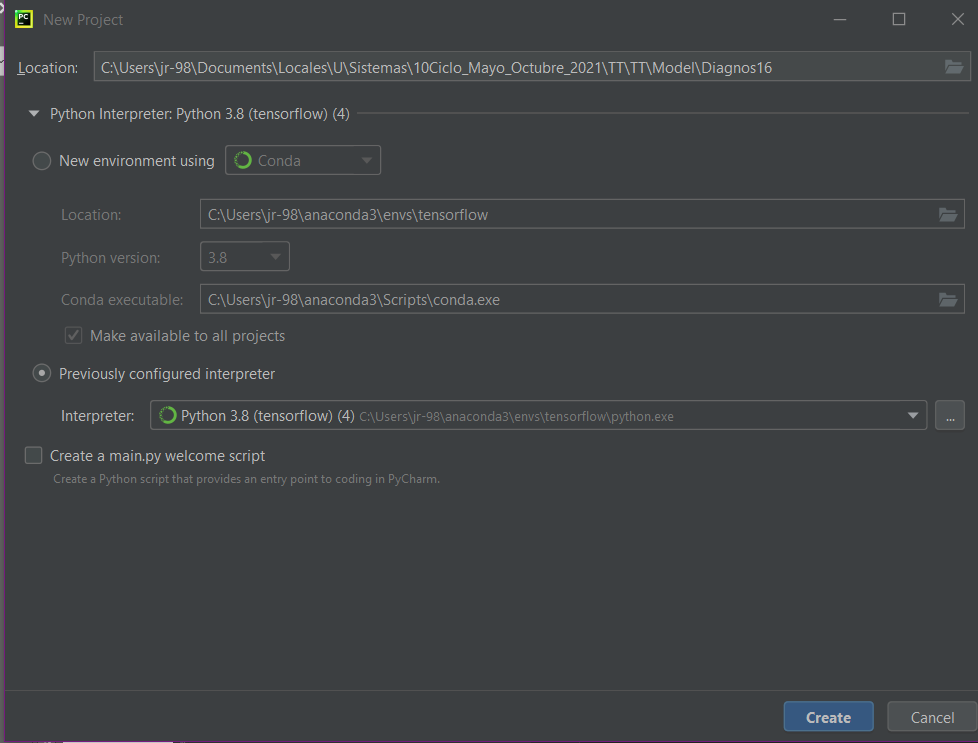 PC New Project
Location: C:\Users\jr-98\Documents\Locales\U\Sistemas\10Ciclo_Mayo_Octubre_2021\TT\TT\Model\Diagnos16
Python Interpreter: Python 3.8 (tensorflow) (4)
New environment using Conda
Location: C:\Users\jr-98\anaconda3\envs\tensorflow
Python version: 3.8
Conda executable: C:\Users\jr-98\anaconda3\Scripts\conda.exe
Make available to all projects
Previously configured interpreter
Interpreter: Python 3.8 (tensorflow) (4) C:\Users\jr-98\anaconda3\envs\tensorflow\python.exe ...
Create a main.py welcome script
Create a Python script that provides an entry point to coding in PyCharm.
Create Cancel